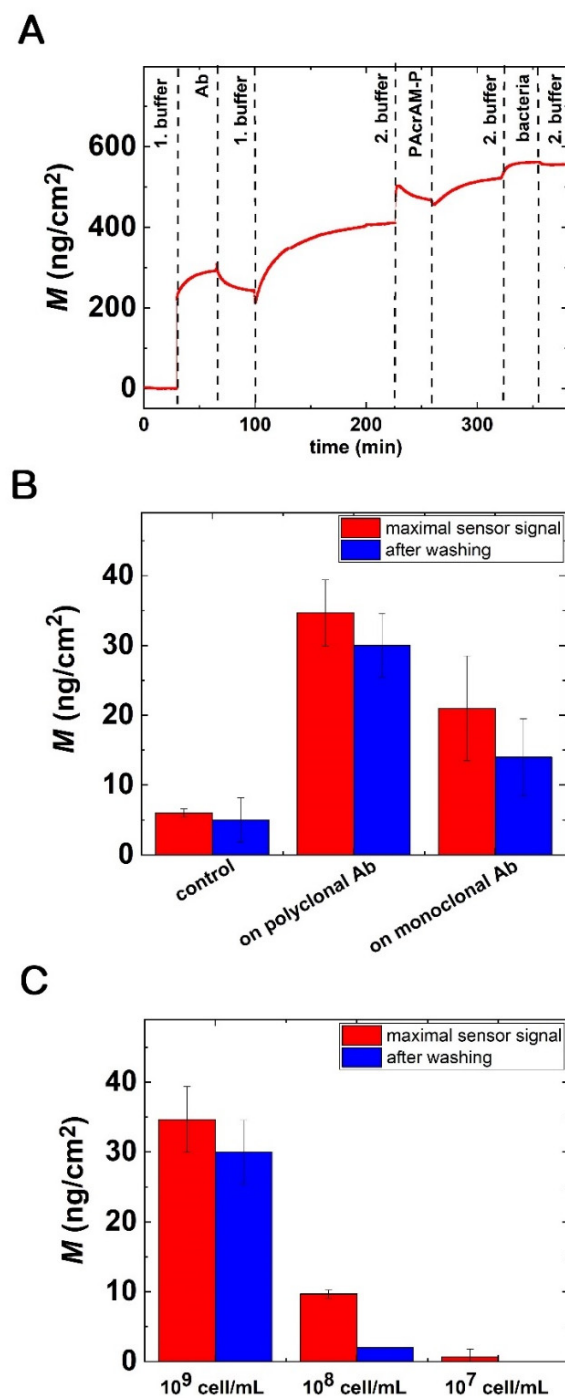 A
1. buffer
Ab
1. buffer
2. buffer
PAcrAM-P
2. buffer
bacteria
2. buffer
600
400
200
0
M (ng/cm²)
0 100 200 300
time (min)
B
maximal sensor signal
after washing
40
30
20
10
0
M (ng/cm²)
control
on polyclonal Ab
on monoclonal Ab
C
maximal sensor signal
after washing
40
30
20
10
0
M (ng/cm²)
10⁹ cell/mL 10⁸ cell/mL 10⁷ cell/mL